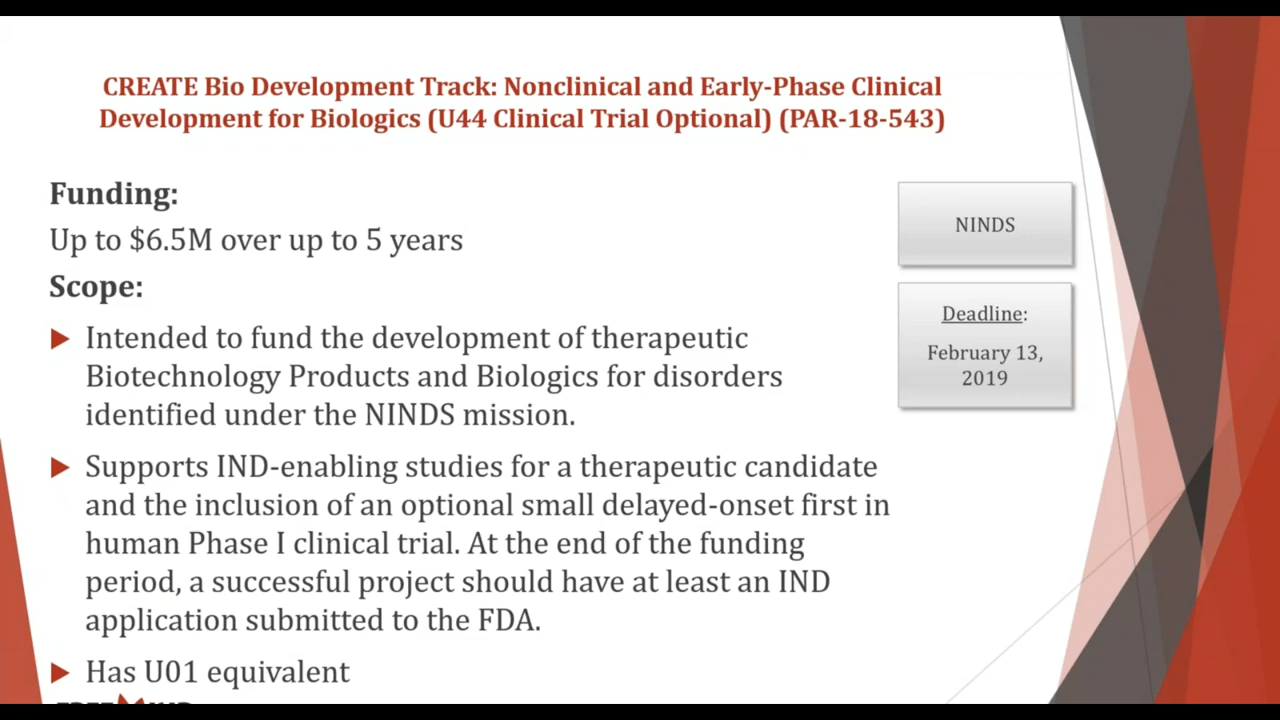 CREATE Bio Development Track: Nonclinical and Early-Phase Clinical
Development for Biologics (U44 Clinical Trial Optional) (PAR-18-543)
Funding:
Up to $6.5M over up to 5 years
Scope:
Intended to fund the development of therapeutic
Biotechnology Products and Biologics for disorders
identified under the NINDS mission.
Supports IND-enabling studies for a therapeutic candidate
and the inclusion of an optional small delayed-onset first in
human Phase I clinical trial. At the end of the funding
period, a successful project should have at least an IND
application submitted to the FDA.
Has U01 equivalent
NINDS
Deadline:
February 13,
2019